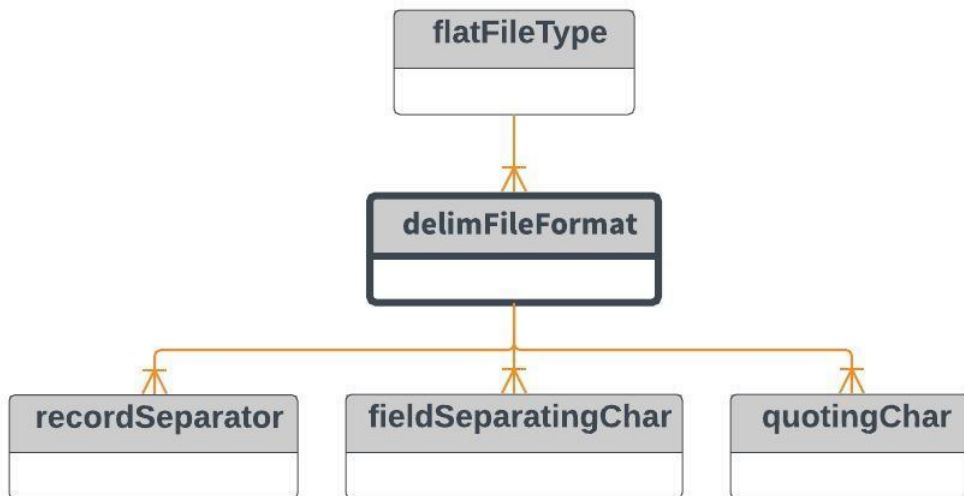 flatFileType
delimFileFormat
recordSeparator
fieldSeparatingChar
quotingChar